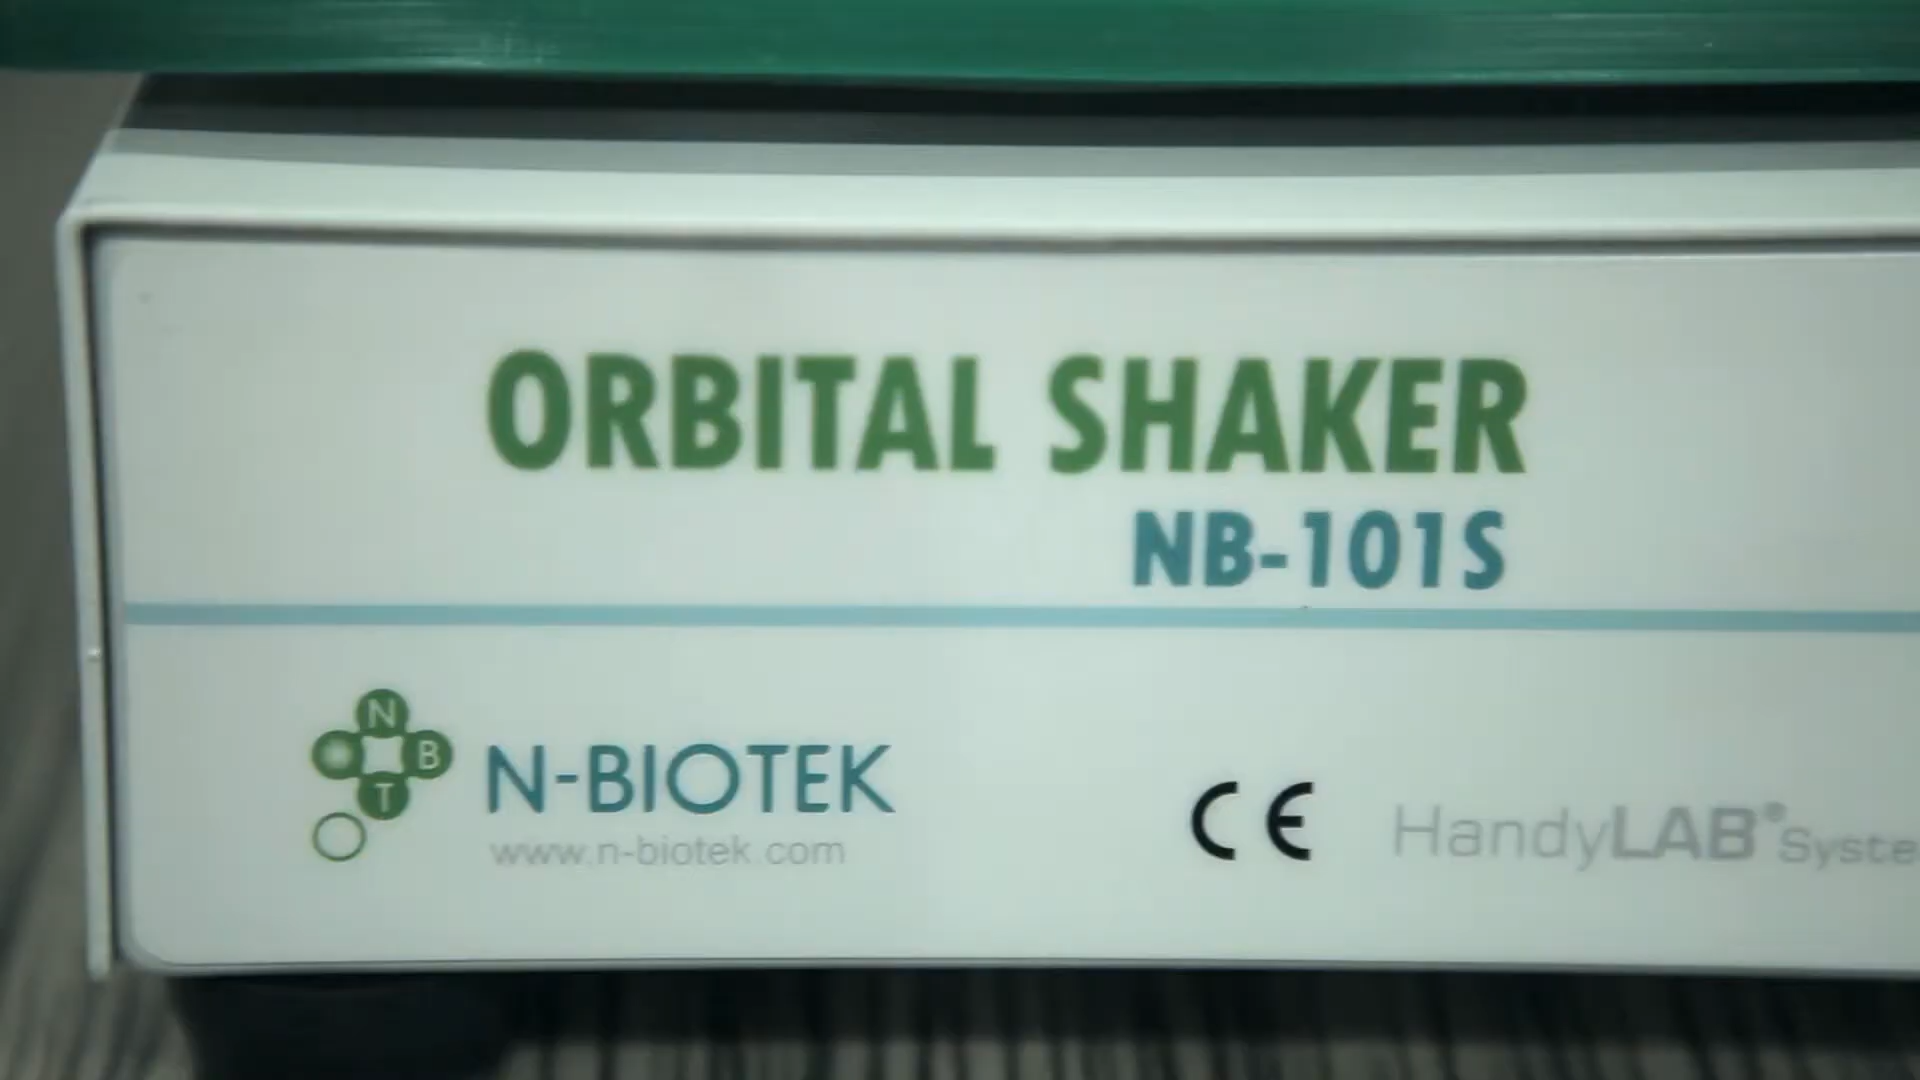 ORBITAL SHAKER
NB-101S
N
B
T
N-BIOTEK
www.n-biotek.com
CE
HandyLAB®